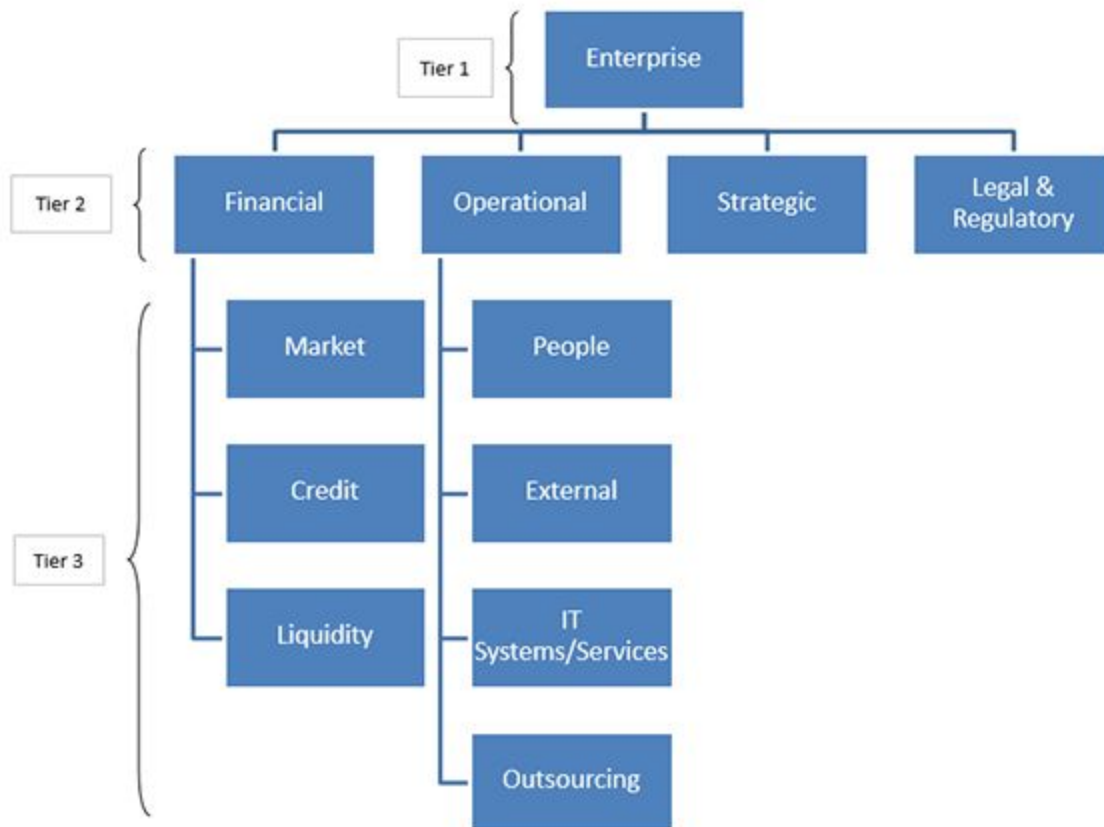 Tier 1
Enterprise
Tier 2
Financial
Operational
Strategic
Legal &
Regulatory
Market
People
Credit
External
Tier 3
Liquidity
IT
Systems/Services
Outsourcing